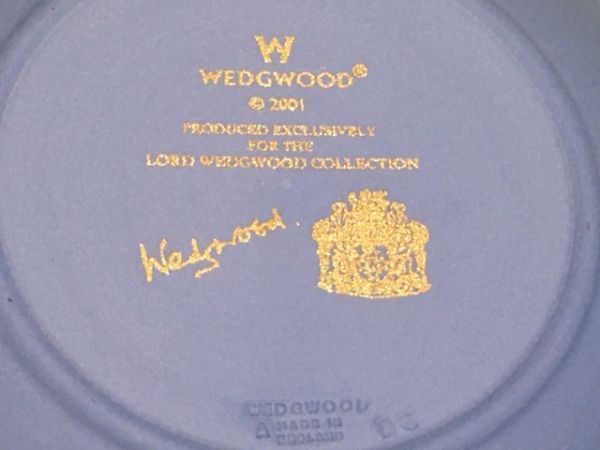 W
WEDGWOOD®
© 2001
PRODUCED EXCLUSIVELY
FOR THE
LORD WEDGWOOD COLLECTION
Wedgwood
WEDGWOOD
A MADE IN
ENGLAND